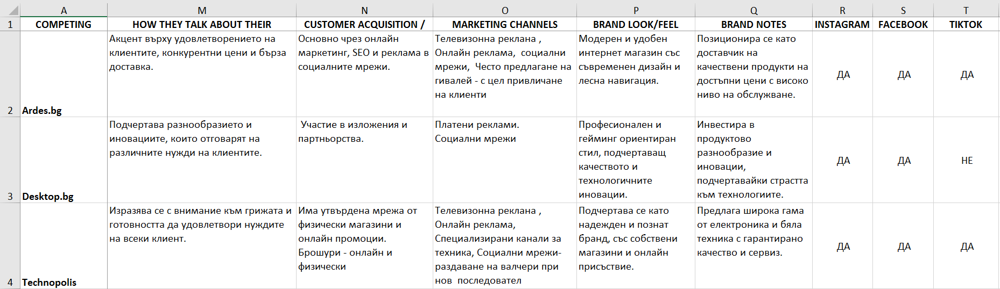 A M N O P Q R S T
1 COMPETING HOW THEY TALK ABOUT THEIR CUSTOMER ACQUISITION / MARKETING CHANNELS BRAND LOOK/FEEL BRAND NOTES INSTAGRAM FACEBOOK TIKTOK
2
Ardes.bg
Акцент върху удовлетворението на
клиентите, конкурентни цени и бърза
доставка.
Основно чрез онлайн
маркетинг, SEO и реклама в
социалните мрежи.
Телевизонна реклана ,
Онлайн реклама,  социални
мрежи,  Често предлагане на
гивалей - с цел привличане
на клиенти
Модерен и удобен
интернет магазин със
съвременен дизайн и
лесна навигация.
Позиционира се като
доставчик на
качествени продукти на
достъпни цени с високо
ниво на обслужване.
ДА
ДА
ДА
3
Desktop.bg
Подчертава разнообразието и
иновациите, които отговарят на
различните нужди на клиентите.
Участие в изложения и
партньорства.
Платени реклами.
Социални мрежи
Професионален и
гейминг ориентиран
стил, подчертаващ
качеството и
технологичните
иновации.
Инвестира в
продуктово
разнообразие и
иновации,
подчертавайки страстта
към технологиите.
ДА
ДА
НЕ
4
Technopolis
Изразява се с внимание към грижата и
готовността да удовлетвори нуждите
на всеки клиент.
Има утвърдена мрежа от
физически магазини и
онлайн промоции.
Брошури - онлайн и
физически
Телевизонна реклана ,
Онлайн реклама,
Специализирани канали за
техника, Социални мрежи-
раздаване на валчери при
нов  последовател
Подчертава се като
надежден и познат
бранд, със собствени
магазини и онлайн
присъствие.
Предлага широка гама
от електроника и бяла
техника с гарантирано
качество и сервиз.
ДА
ДА
ДА